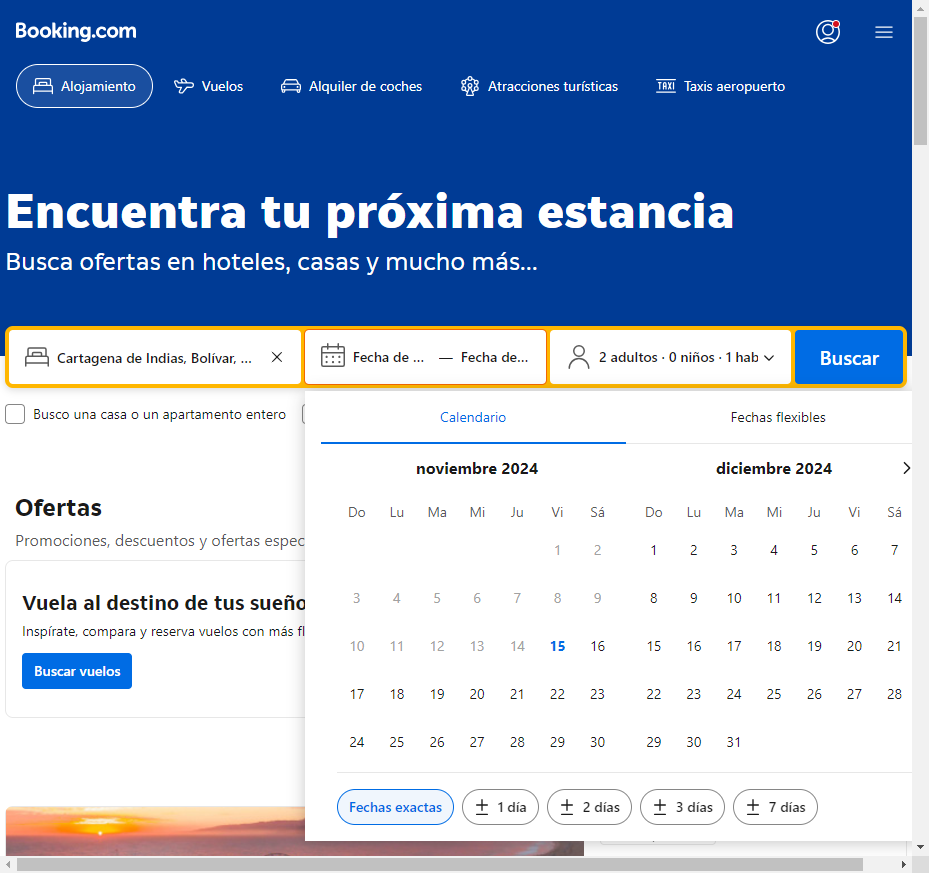 Booking.com
Alojamiento Vuelos Alquiler de coches Atracciones turísticas TAXI Taxis aeropuerto
Encuentra tu próxima estancia
Busca ofertas en hoteles, casas y mucho más...
Cartagena de Indias, Bolívar, ... Fecha de ... — Fecha de... 2 adultos · 0 niños · 1 hab Buscar
Busco una casa o un apartamento entero
Calendario Fechas flexibles
noviembre 2024 diciembre 2024
Do Lu Ma Mi Ju Vi Sá Do Lu Ma Mi Ju Vi Sá
1 2 1 2 3 4 5 6 7
3 4 5 6 7 8 9 8 9 10 11 12 13 14
10 11 12 13 14 15 16 15 16 17 18 19 20 21
17 18 19 20 21 22 23 22 23 24 25 26 27 28
24 25 26 27 28 29 30 29 30 31
Fechas exactas ± 1 día ± 2 días ± 3 días ± 7 días
Ofertas
Promociones, descuentos y ofertas espec
Vuela al destino de tus sueño
Inspírate, compara y reserva vuelos con más fl
Buscar vuelos